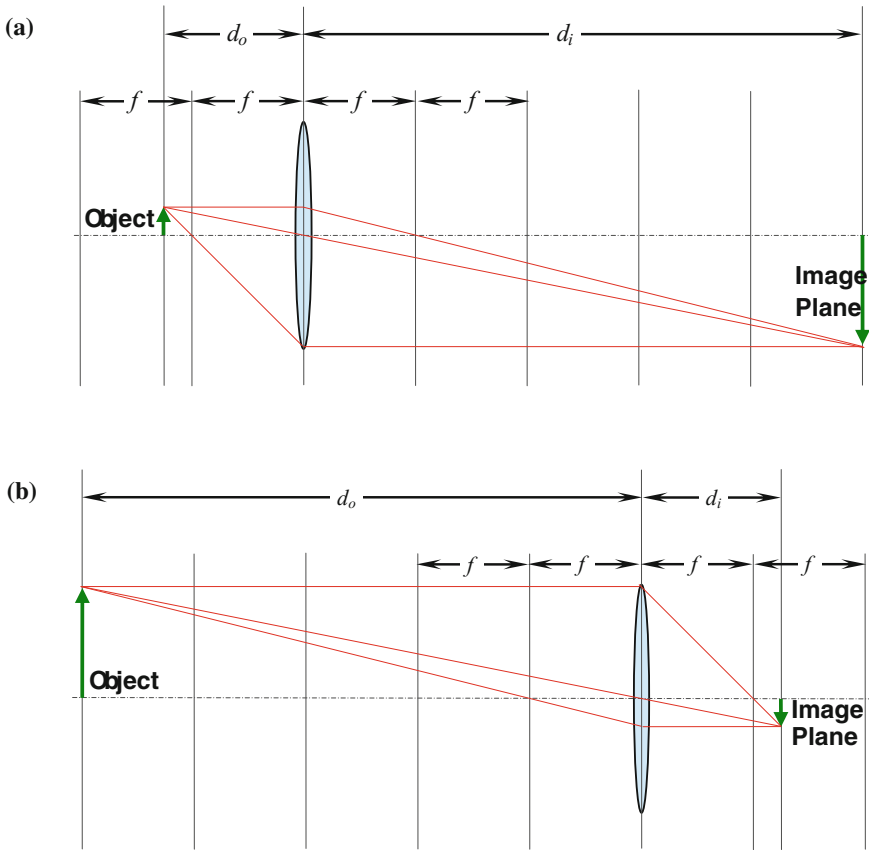 (a)
d_o d_i
f f f f
Object
Image
Plane
(b)
d_o d_i
f f f f
Object
Image
Plane